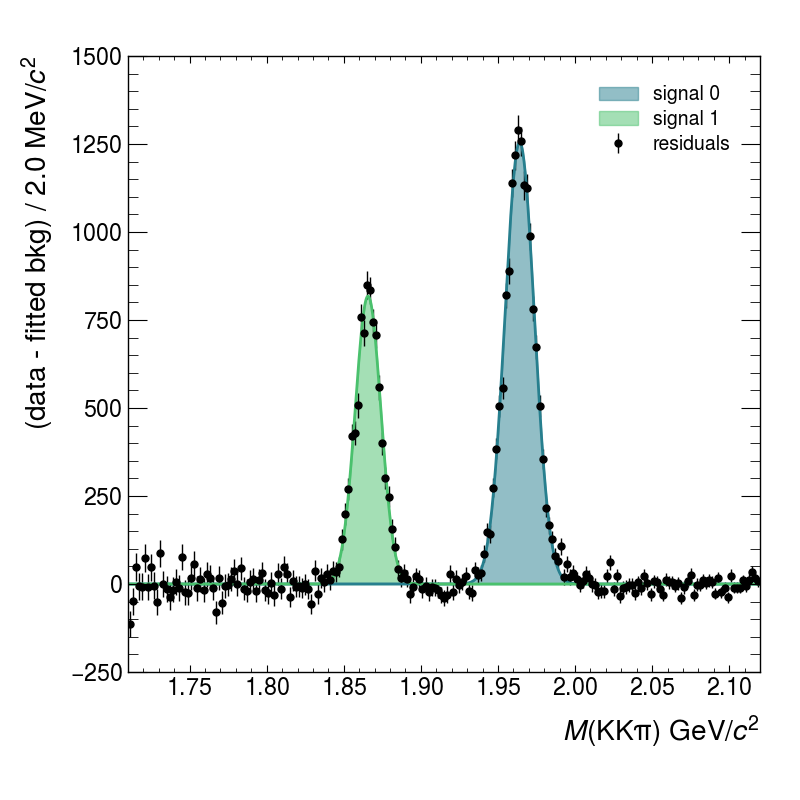 (data - fitted bkg) / 2.0 MeV/c²
1500
1250
1000
750
500
250
0
−250
signal 0
signal 1
residuals
1.75 1.80 1.85 1.90 1.95 2.00 2.05 2.10
M(KKπ) GeV/c²